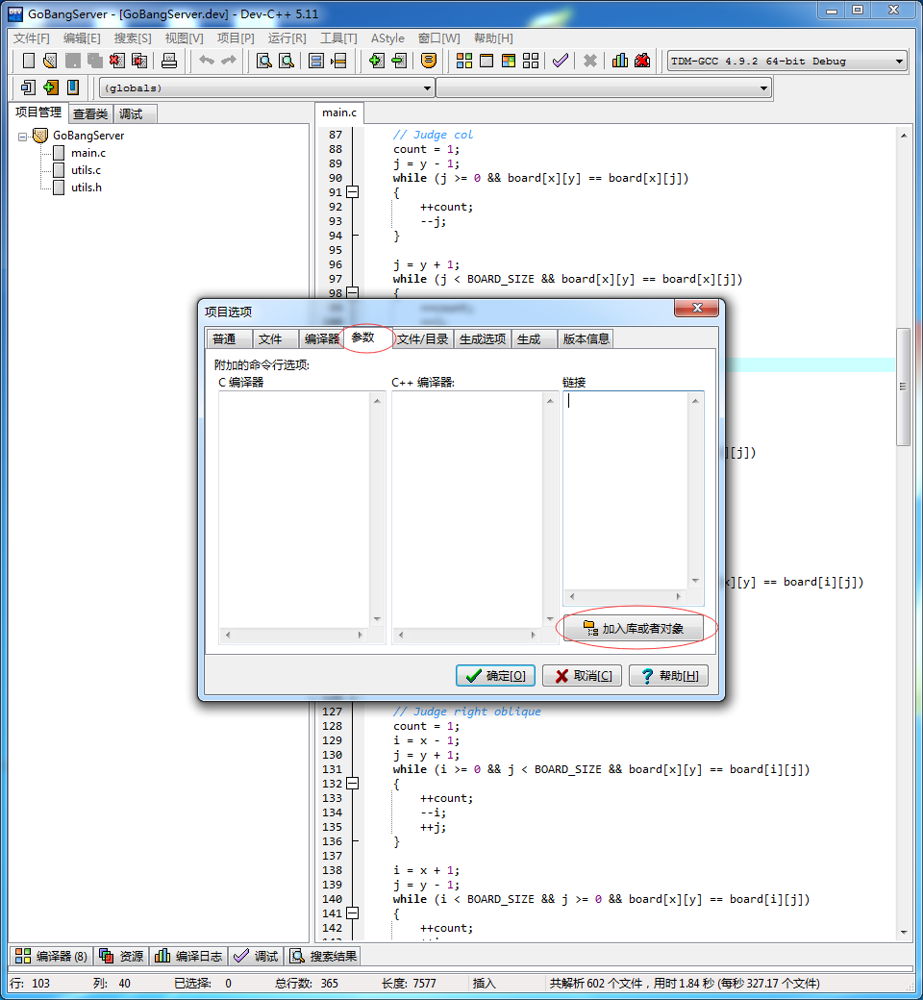 GoBangServer - [GoBangServer.dev] - Dev-C++ 5.11
文件[F] 编辑[E] 搜索[S] 视图[V] 项目[P] 运行[R] 工具[T] AStyle 窗口[W] 帮助[H]
TDM-GCC 4.9.2 64-bit Debug
(globals)
项目管理 查看类 调试
GoBangServer
main.c
utils.c
utils.h
main.c
87 // Judge col
88 count = 1;
89 j = y - 1;
90 while (j >= 0 && board[x][y] == board[x][j])
91 {
92 ++count;
93 --j;
94 }
95
96 j = y + 1;
97 while (j < BOARD_SIZE && board[x][y] == board[x][j])
98 {
项目选项
普通 文件 编译器 参数 文件/目录 生成选项 生成 版本信息
附加的命令行选项:
C 编译器 C++ 编译器: 链接
][j])
x][y] == board[i][j])
加入库或者对象
确定[O] 取消[C] 帮助[H]
127 // Judge right oblique
128 count = 1;
129 i = x - 1;
130 j = y + 1;
131 while (i >= 0 && j < BOARD_SIZE && board[x][y] == board[i][j])
132 {
133 ++count;
134 --i;
135 ++j;
136 }
137
138 i = x + 1;
139 j = y - 1;
140 while (i < BOARD_SIZE && j >= 0 && board[x][y] == board[i][j])
141 {
142 ++count;
编译器 (8) 资源 编译日志 调试 搜索结果
行: 103 列: 40 已选择: 0 总行数: 365 长度: 7577 插入 共解析 602 个文件，用时 1.84 秒 (每秒 327.17 个文件)